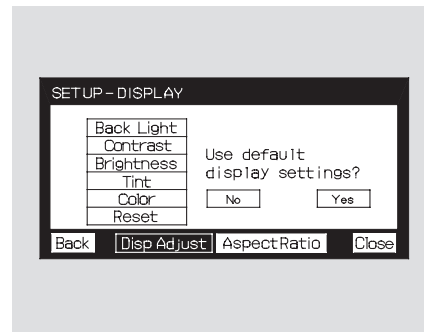 SETUP-DISPLAY
Back Light
Contrast
Brightness
Tint
Color
Reset
Use default
display settings?
No Yes
Back Disp Adjust AspectRatio Close